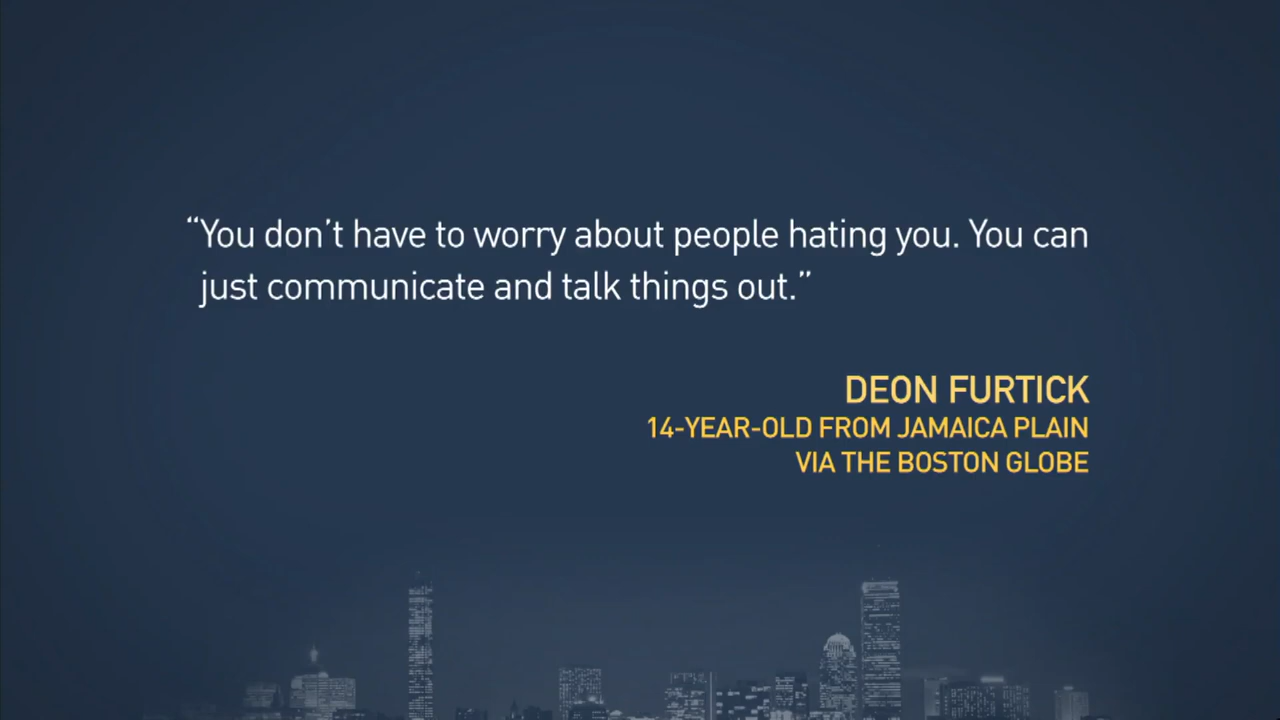 “You don’t have to worry about people hating you. You can
just communicate and talk things out.”
DEON FURTICK
14-YEAR-OLD FROM JAMAICA PLAIN
VIA THE BOSTON GLOBE